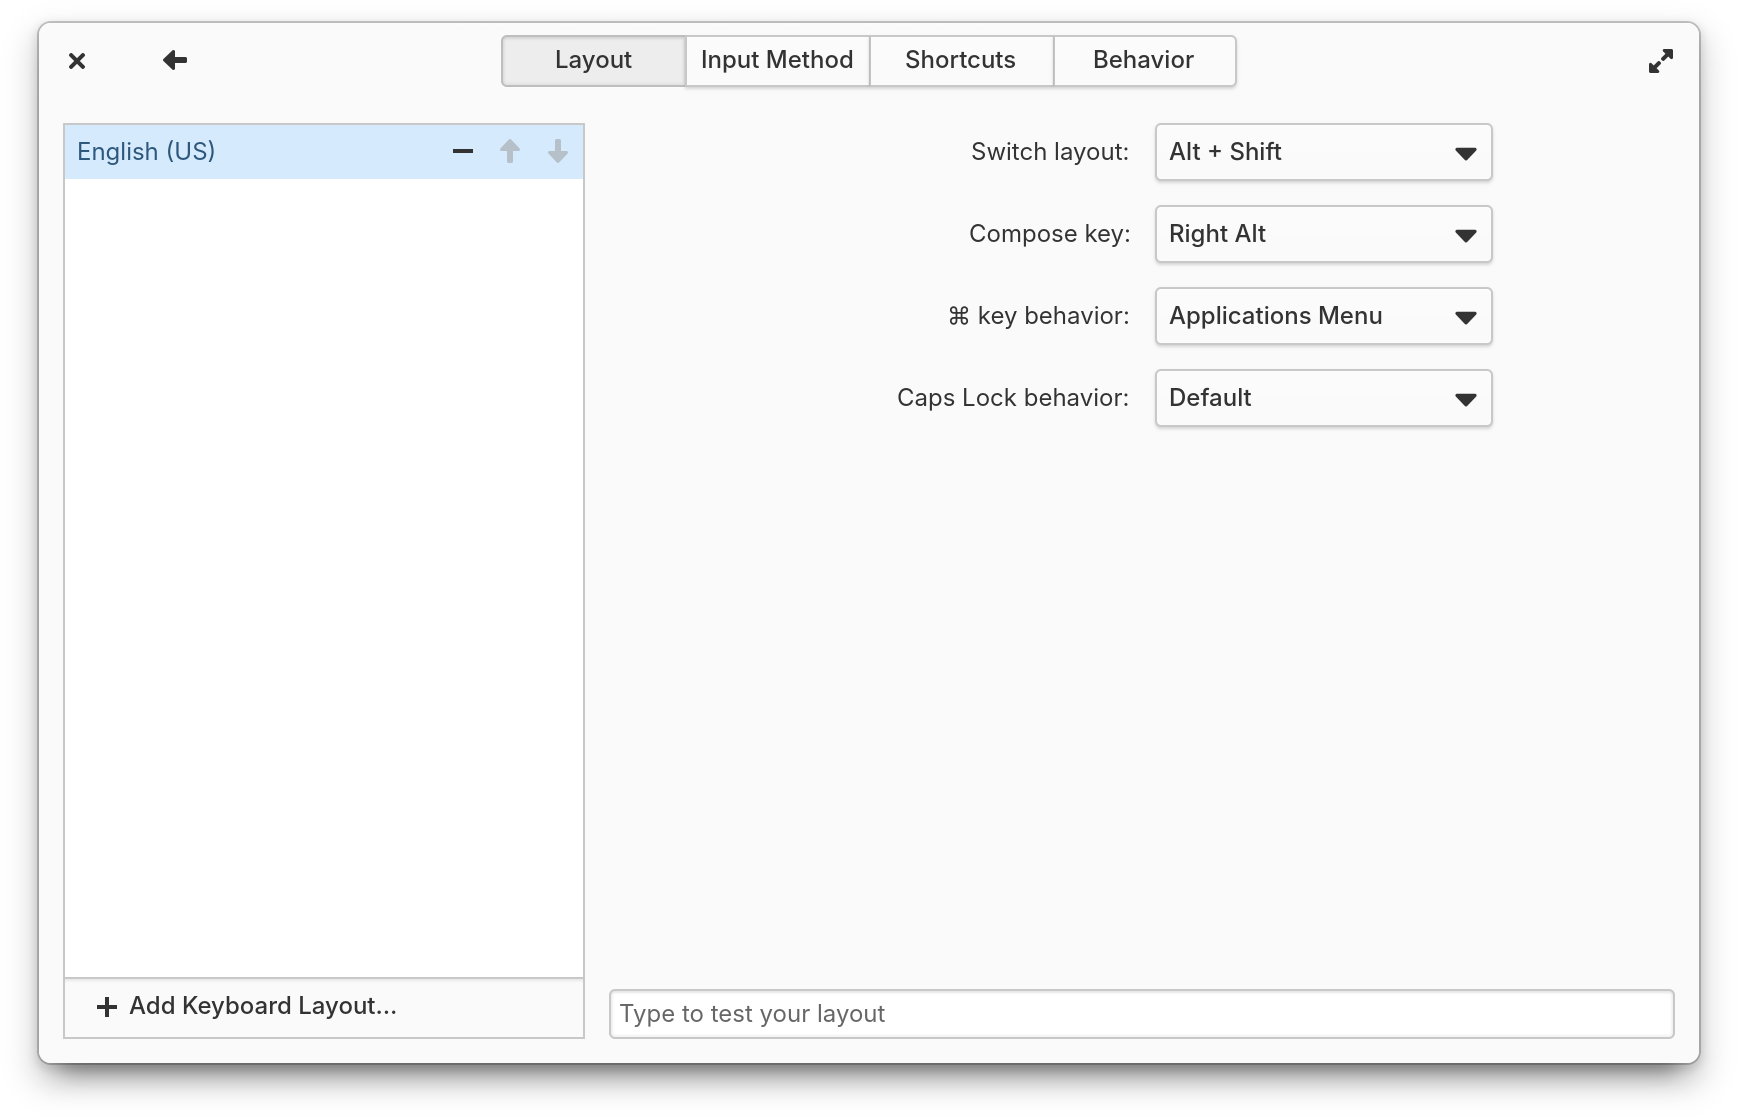 Layout
Input Method
Shortcuts
Behavior
English (US)
Switch layout:
Alt + Shift
Compose key:
Right Alt
⌘ key behavior:
Applications Menu
Caps Lock behavior:
Default
Add Keyboard Layout…
Type to test your layout